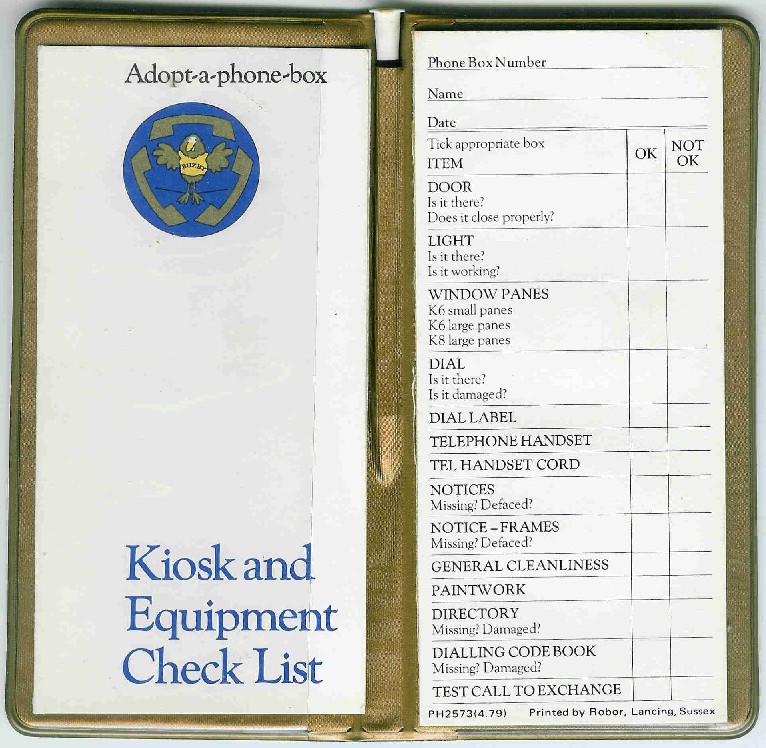 Adopt-a-phone-box
BUZBY
Kiosk and
Equipment
Check List
Phone Box Number
Name
Date
Tick appropriate box
ITEM
OK
NOT
OK
DOOR
Is it there?
Does it close properly?
LIGHT
Is it there?
Is it working?
WINDOW PANES
K6 small panes
K6 large panes
K8 large panes
DIAL
Is it there?
Is it damaged?
DIAL LABEL
TELEPHONE HANDSET
TEL HANDSET CORD
NOTICES
Missing? Defaced?
NOTICE – FRAMES
Missing? Defaced?
GENERAL CLEANLINESS
PAINTWORK
DIRECTORY
Missing? Damaged?
DIALLING CODE BOOK
Missing? Damaged?
TEST CALL TO EXCHANGE
PH2573(4.79) Printed by Robor, Lancing, Sussex